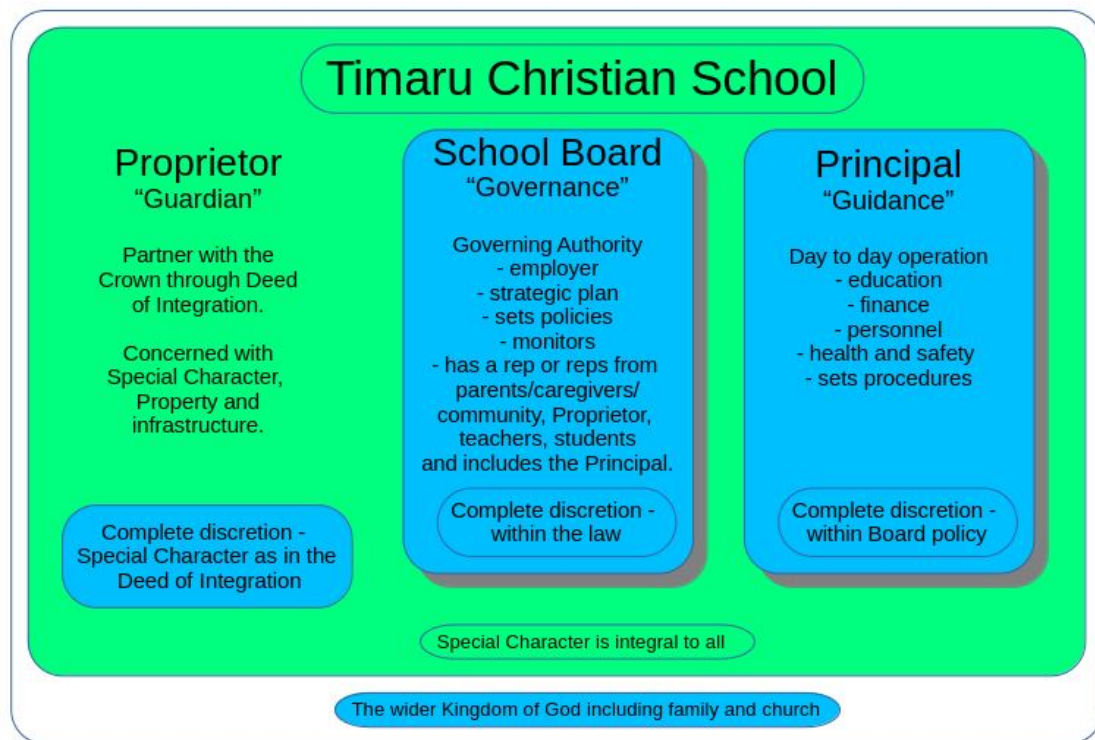 Timaru Christian School
Proprietor
“Guardian”
Partner with the
Crown through Deed
of Integration.
Concerned with
Special Character,
Property and
infrastructure.
Complete discretion -
Special Character as in the
Deed of Integration
School Board
“Governance”
Governing Authority
- employer
- strategic plan
- sets policies
- monitors
- has a rep or reps from
parents/caregivers/
community, Proprietor,
teachers, students
and includes the Principal.
Complete discretion -
within the law
Principal
“Guidance”
Day to day operation
- education
- finance
- personnel
- health and safety
- sets procedures
Complete discretion -
within Board policy
Special Character is integral to all
The wider Kingdom of God including family and church